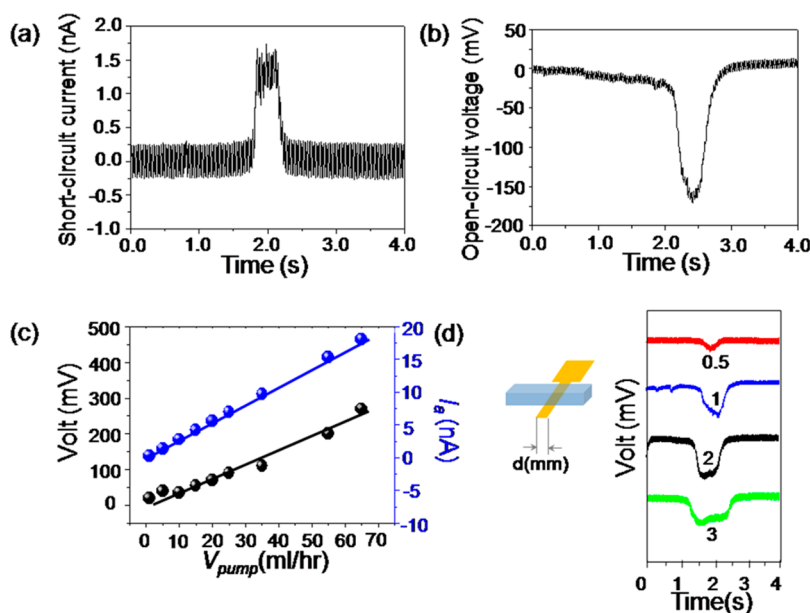 (a)
Short-circuit current (nA)
2.0
1.5
1.0
0.5
0.0
-0.5
-1.0
0.0 1.0 2.0 3.0 4.0
Time (s)
(b)
Open-circuit voltage (mV)
50
0
-50
-100
-150
-200
0.0 1.0 2.0 3.0 4.0
Time (s)
(c)
Volt (mV)
500
400
300
200
100
0
0 10 20 30 40 50 60 70
V_pump(ml/hr)
20
15
10
5
0
-5
-10
I_a (nA)
(d)
d(mm)
Volt (mV)
0.5
1
2
3
0 1 2 3 4
Time(s)